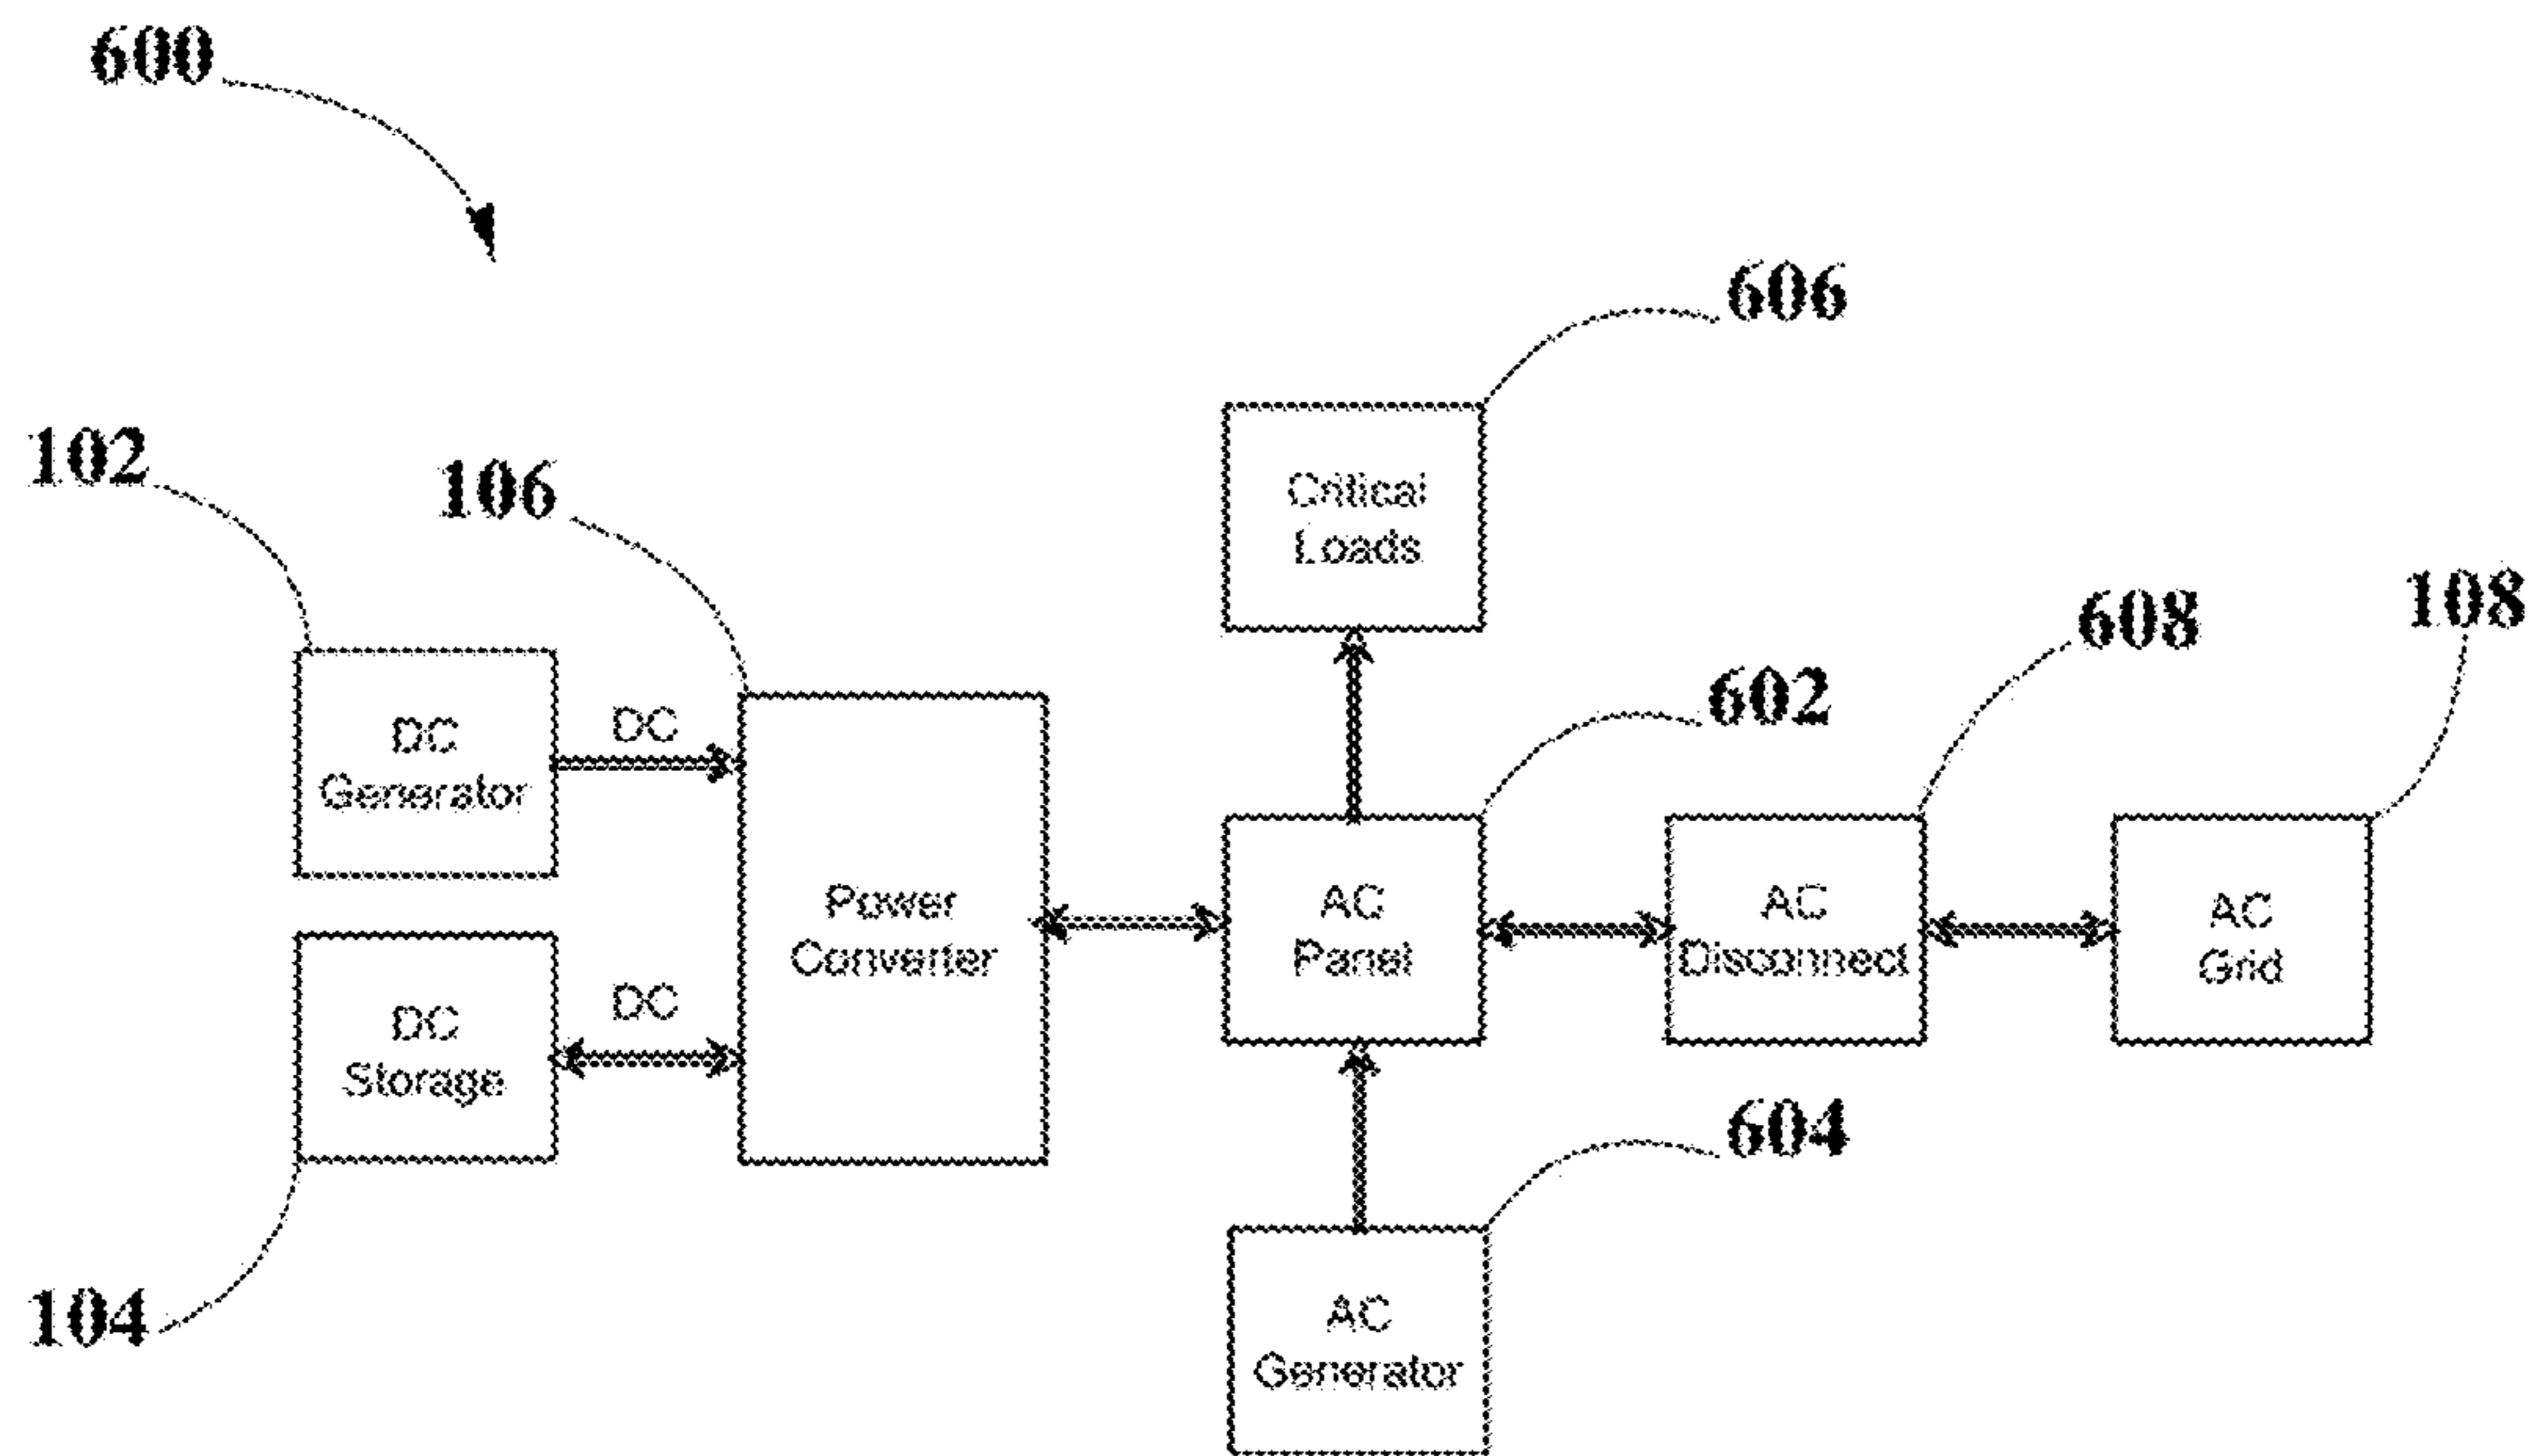 600
606
102
106
Critical
Loads
108
608
602
DC
Generator
DC
Power
Converter
AC
Panel
AC
Disconnect
AC
Grid
DC
Storage
DC
604
104
AC
Generator